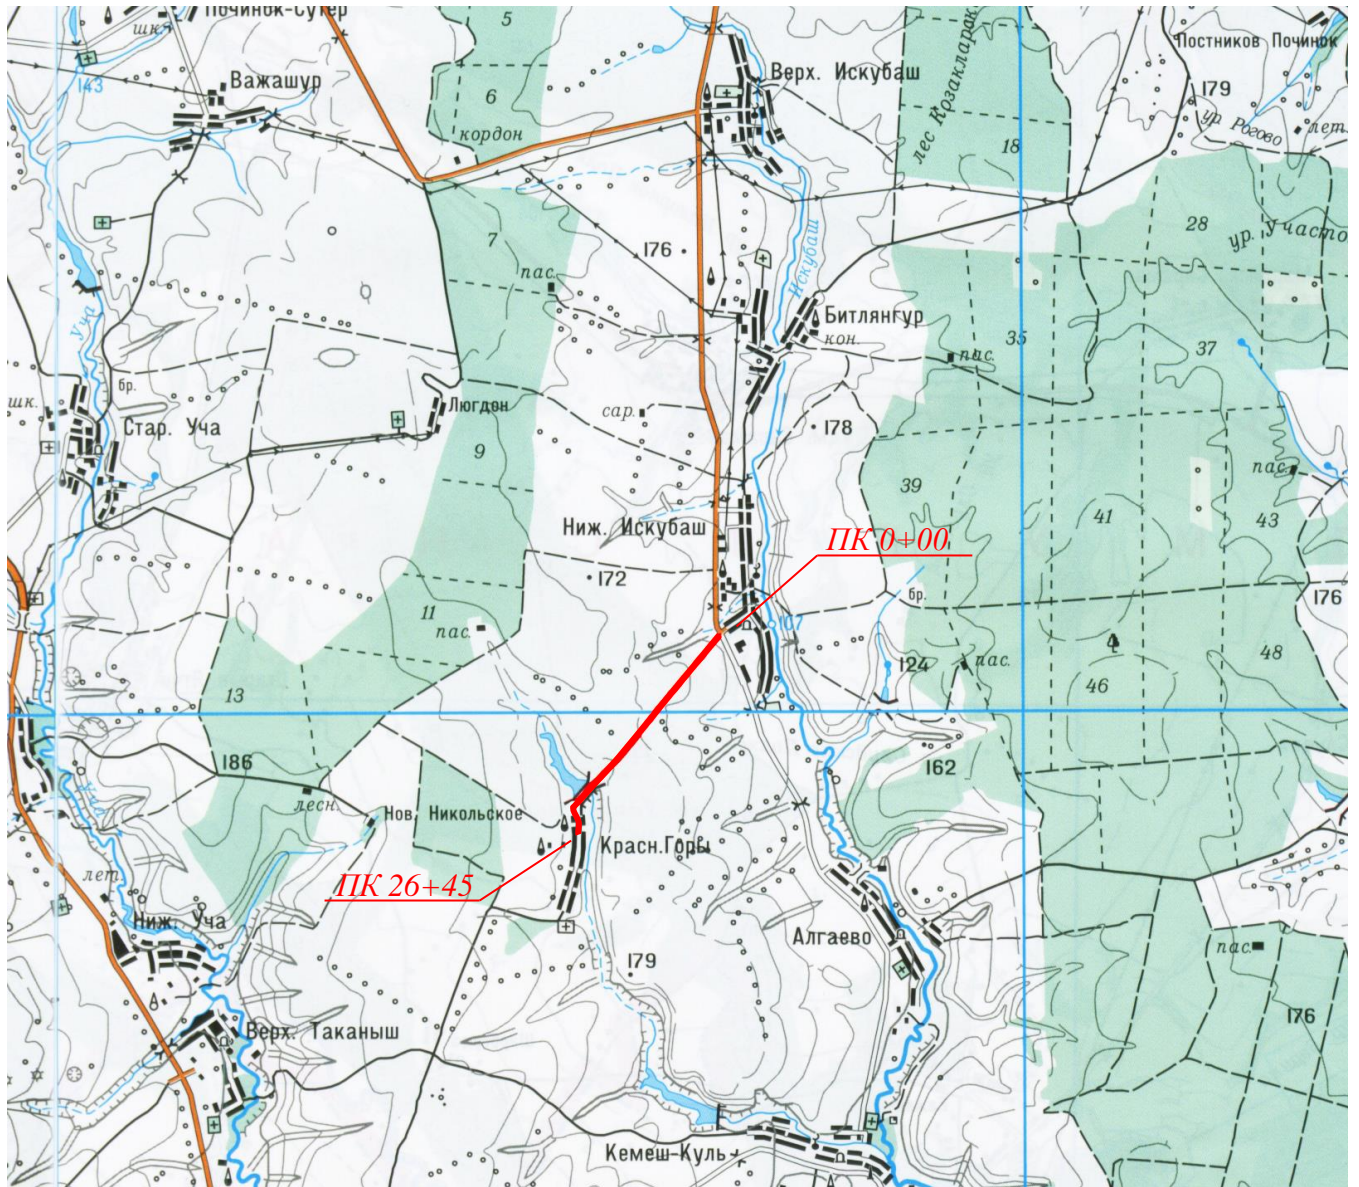 Починок-Сутер
шк.
5
143
Важашур
6
кордон
Верх. Искубаш
лес Козакларак
18
Постников Починок
179
ур. Рогово
лет.
28
ур. Участо
7
пас.
176
Искубаш
Битлянгур
кон.
35
пас.
37
Уча
бр.
шк.
Стар. Уча
Люгдон
9
сар.
178
39
41
43
пас.
Ниж. Искубаш
ПК 0+00
172
11
пас.
бр.
107
176
124
пас.
48
46
13
186
лесн.
Нов. Никольское
162
Красн.Горы
ПК 26+45
лет.
Ниж. Уча
Алгаево
пас.
179
176
Верх. Таканыш
Кемеш-Куль